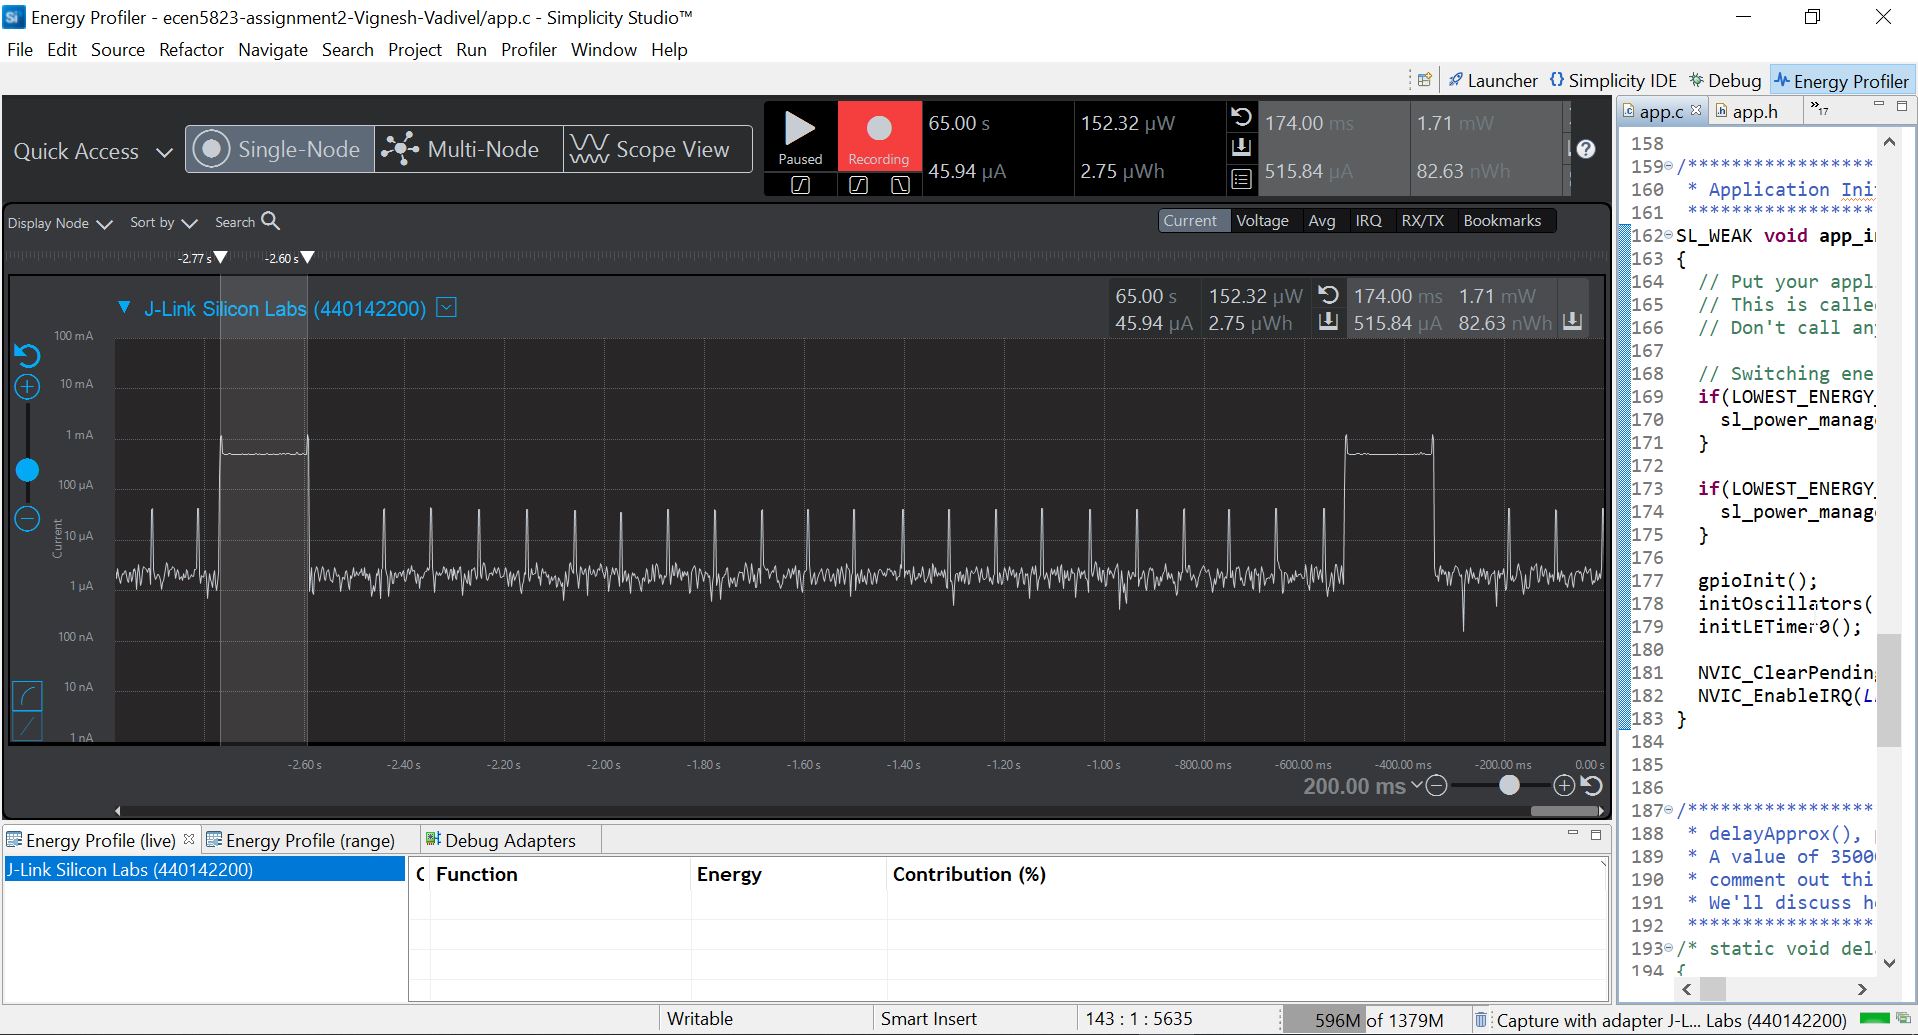 Energy Profiler - ecen5823-assignment2-Vignesh-Vadivel/app.c - Simplicity Studio™
File Edit Source Refactor Navigate Search Project Run Profiler Window Help
Launcher Simplicity IDE Debug Energy Profiler
Quick Access Single-Node Multi-Node Scope View
Paused Recording
65.00 s 152.32 µW 174.00 ms 1.71 mW
45.94 µA 2.75 µWh 515.84 µA 82.63 nWh
Display Node Sort by Search
Current Voltage Avg IRQ RX/TX Bookmarks
-2.77 s -2.60 s
J-Link Silicon Labs (440142200)
65.00 s 152.32 µW 174.00 ms 1.71 mW
45.94 µA 2.75 µWh 515.84 µA 82.63 nWh
100 mA
10 mA
1 mA
100 µA
10 µA
1 µA
100 nA
10 nA
1 nA
Current
-2.60 s -2.40 s -2.20 s -2.00 s -1.80 s -1.60 s -1.40 s -1.20 s -1.00 s -800.00 ms -600.00 ms -400.00 ms -200.00 ms 0.00 s
200.00 ms
Energy Profile (live) Energy Profile (range) Debug Adapters
J-Link Silicon Labs (440142200)
C Function Energy Contribution (%)
app.c app.h »17
158
159 /*****************
160 * Application Ini
161 *****************
162 SL_WEAK void app_i
163 {
164 // Put your appl
165 // This is calle
166 // Don't call an
167
168 // Switching ene
169 if(LOWEST_ENERGY_
170 sl_power_manag
171 }
172
173 if(LOWEST_ENERGY_
174 sl_power_manag
175 }
176
177 gpioInit();
178 initOscillators(
179 initLETimer0();
180
181 NVIC_ClearPendin
182 NVIC_EnableIRQ(L
183 }
184
185
186
187 /*****************
188 * delayApprox(),
189 * A value of 3500
190 * comment out thi
191 * We'll discuss h
192 *****************
193 /* static void del
194 {
Writable Smart Insert 143 : 1 : 5635 596M of 1379M Capture with adapter J-L... Labs (440142200)